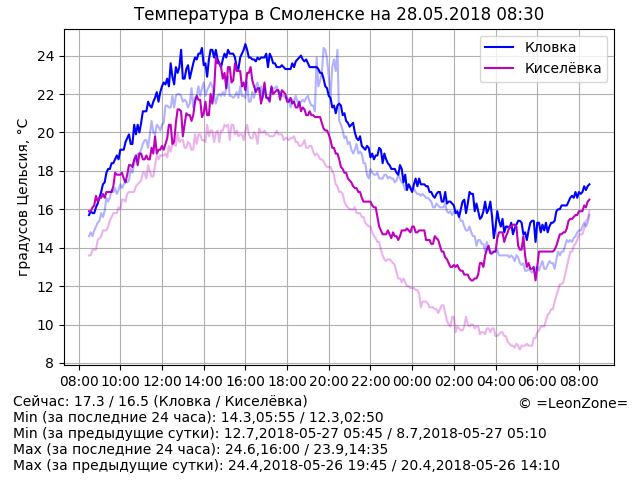 Температура в Смоленске на 28.05.2018 08:30
градусов Цельсия, °C
24
22
20
18
16
14
12
10
8
Кловка
Киселёвка
08:00 10:00 12:00 14:00 16:00 18:00 20:00 22:00 00:00 02:00 04:00 06:00 08:00
Сейчас: 17.3 / 16.5 (Кловка / Киселёвка)
© =LeonZone=
Min (за последние 24 часа): 14.3,05:55 / 12.3,02:50
Min (за предыдущие сутки): 12.7,2018-05-27 05:45 / 8.7,2018-05-27 05:10
Max (за последние 24 часа): 24.6,16:00 / 23.9,14:35
Max (за предыдущие сутки): 24.4,2018-05-26 19:45 / 20.4,2018-05-26 14:10